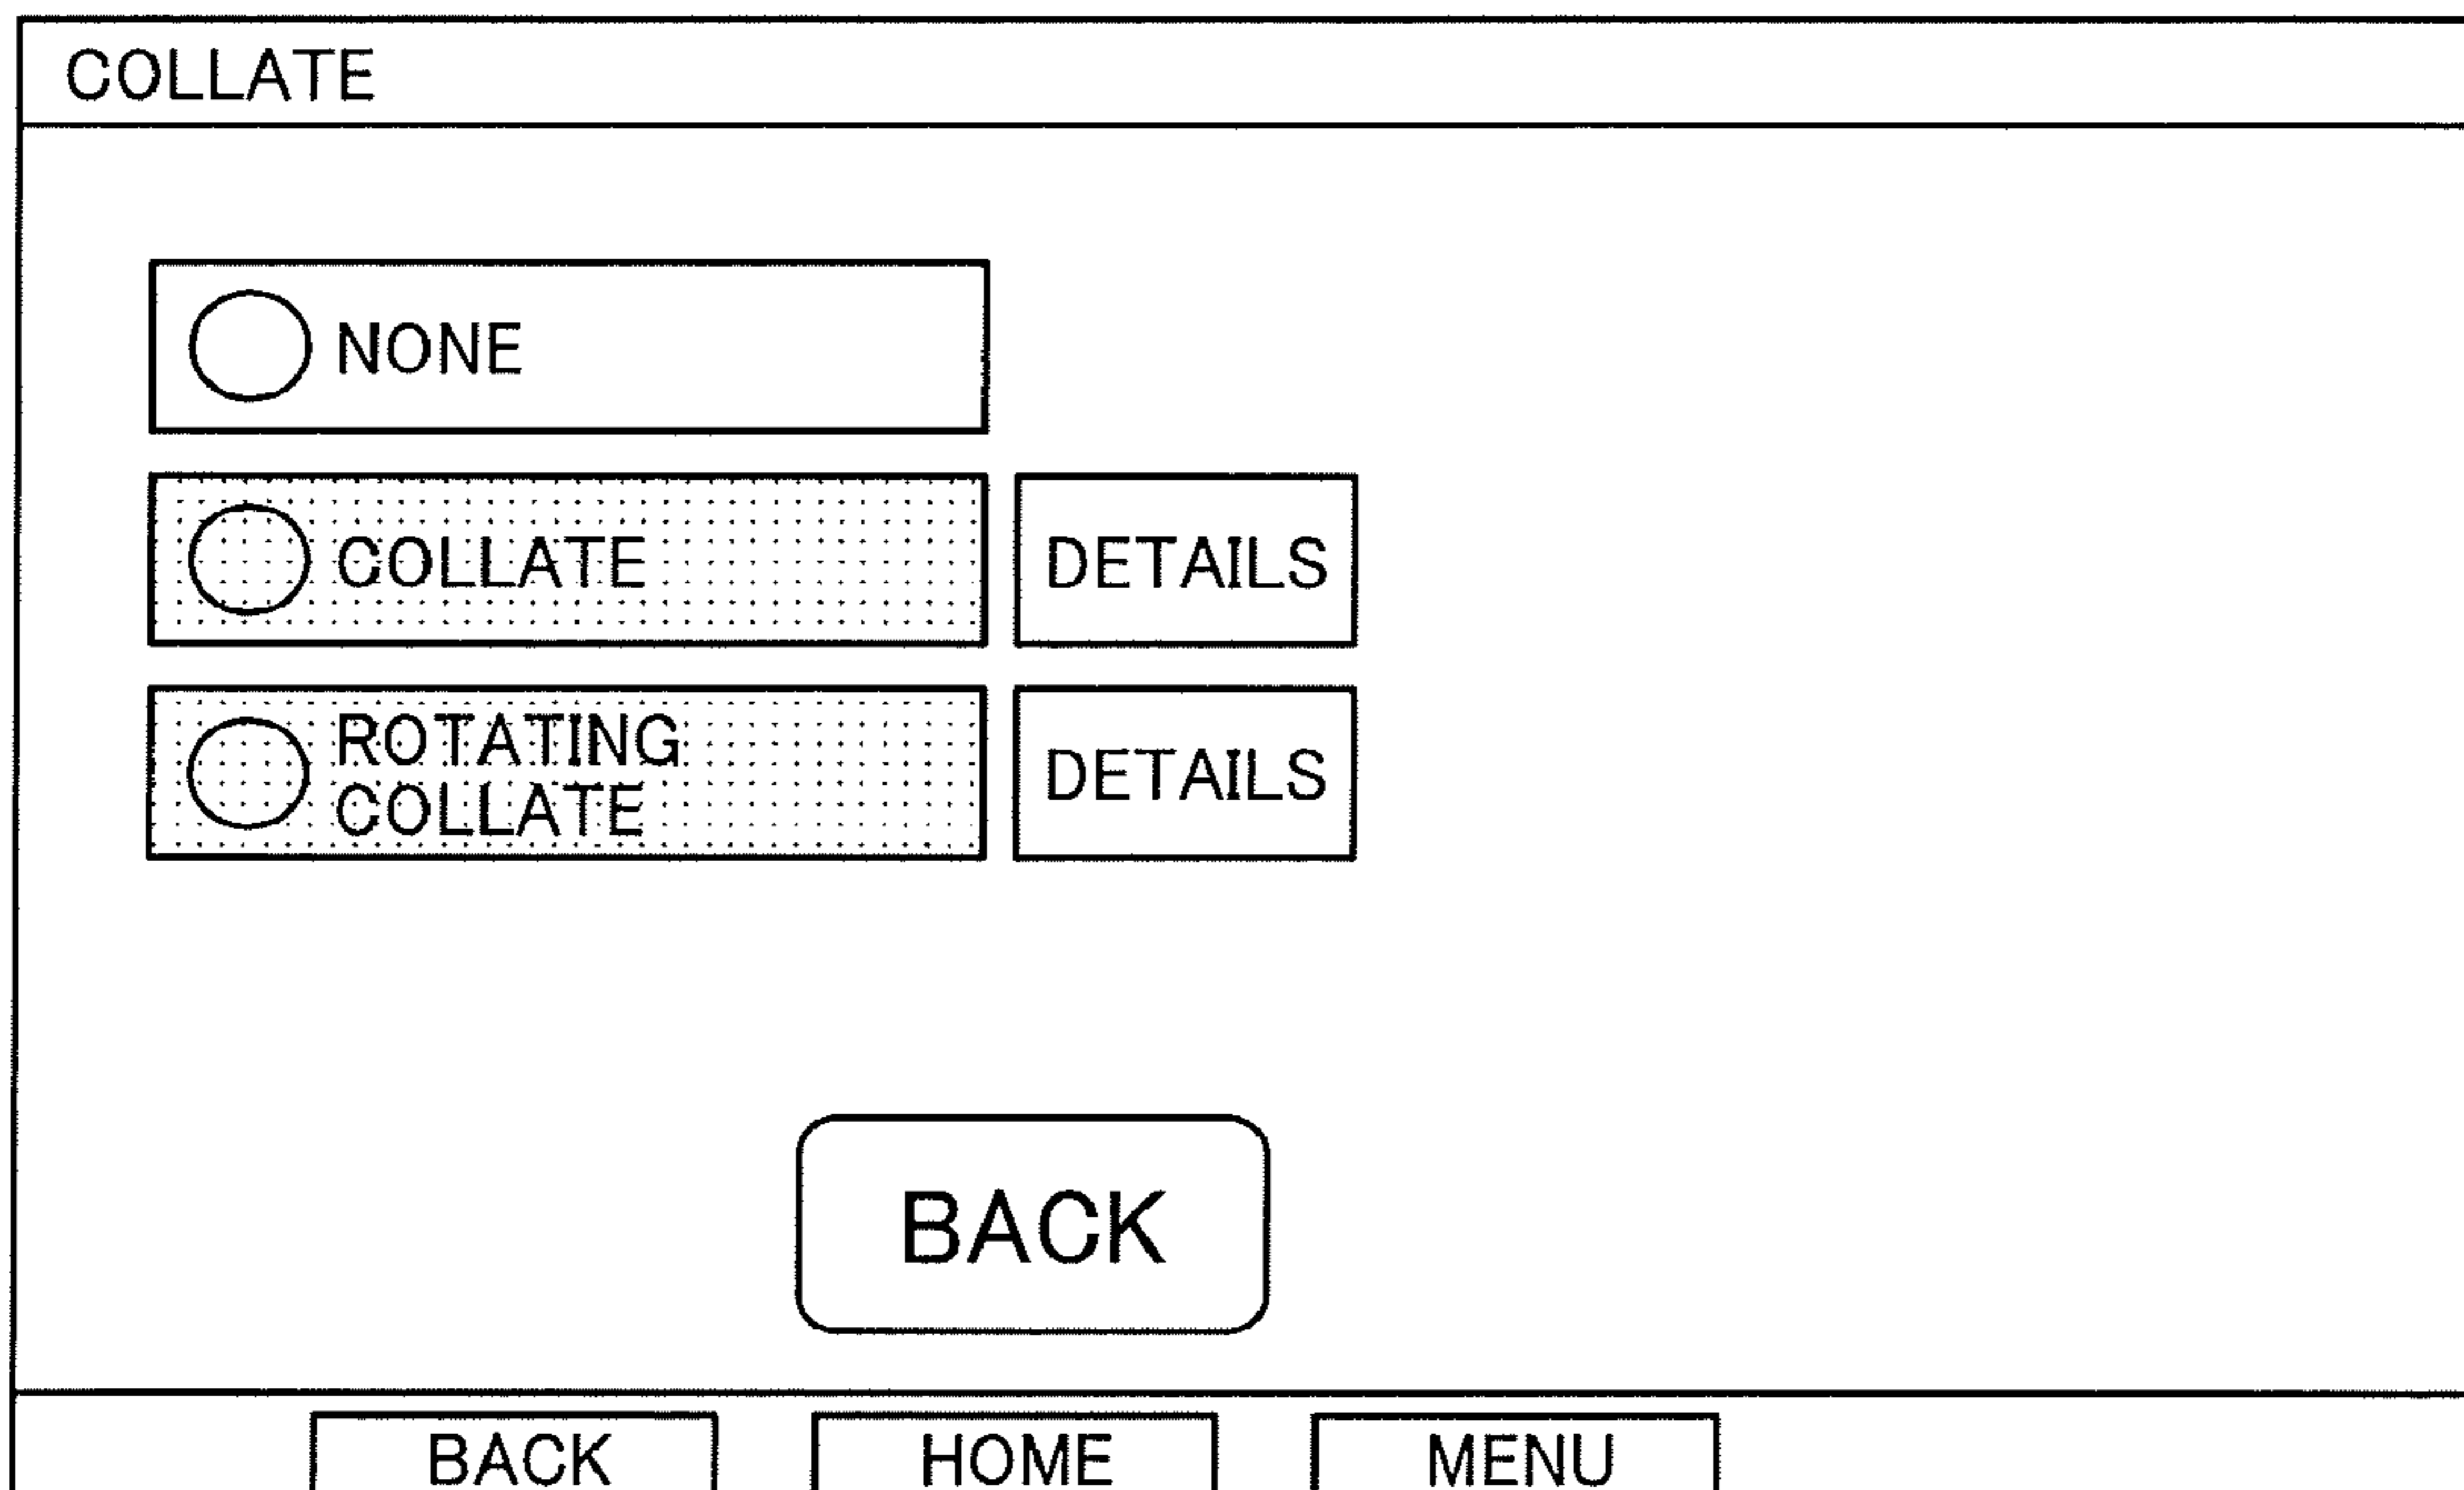 COLLATE
NONE
COLLATE
DETAILS
ROTATING
COLLATE
DETAILS
BACK
BACK
HOME
MENU